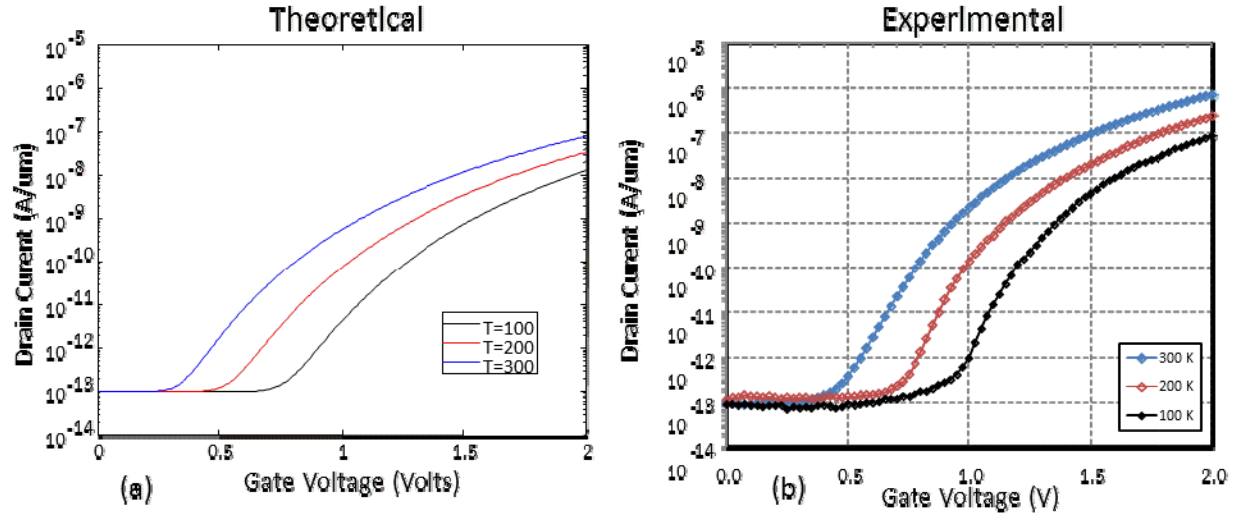 Theoretical
10^-5
10^-6
10^-7
10^-8
10^-9
10^-10
10^-11
10^-12
10^-13
10^-14
Drain Curent (A/um)
T=100
T=200
T=300
0 0.5 1 1.5 2
(a) Gate Voltage (Volts)
Experimental
10^-5
10^-6
10^-7
10^-8
10^-9
10^-10
10^-11
10^-12
10^-13
10^-14
Drain Curent (A/um)
300 K
200 K
100 K
0.0 0.5 1.0 1.5 2.0
(b) Gate Voltage (V)